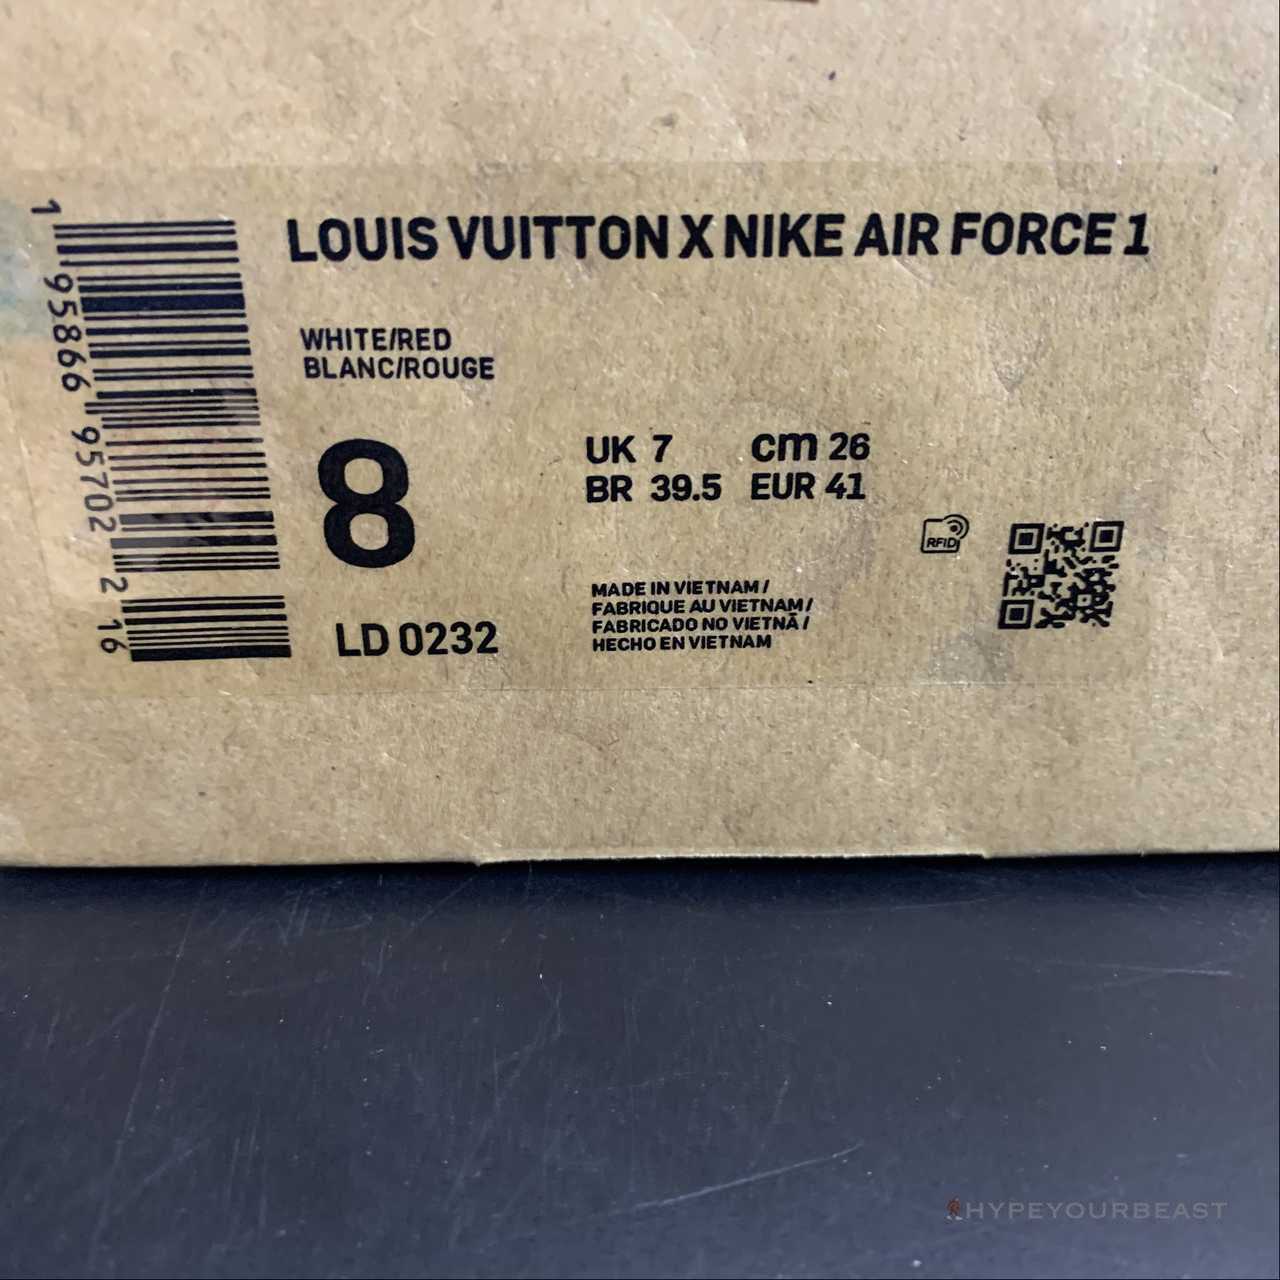 LOUIS VUITTON X NIKE AIR FORCE 1
WHITE/RED
BLANC/ROUGE
8
UK 7 cm 26
BR 39.5 EUR 41
RFID
MADE IN VIETNAM /
FABRIQUE AU VIETNAM /
FABRICADO NO VIETNÃ /
HECHO EN VIETNAM
LD 0232
1 95866 95702 2 16
HYPEYOURBEAST